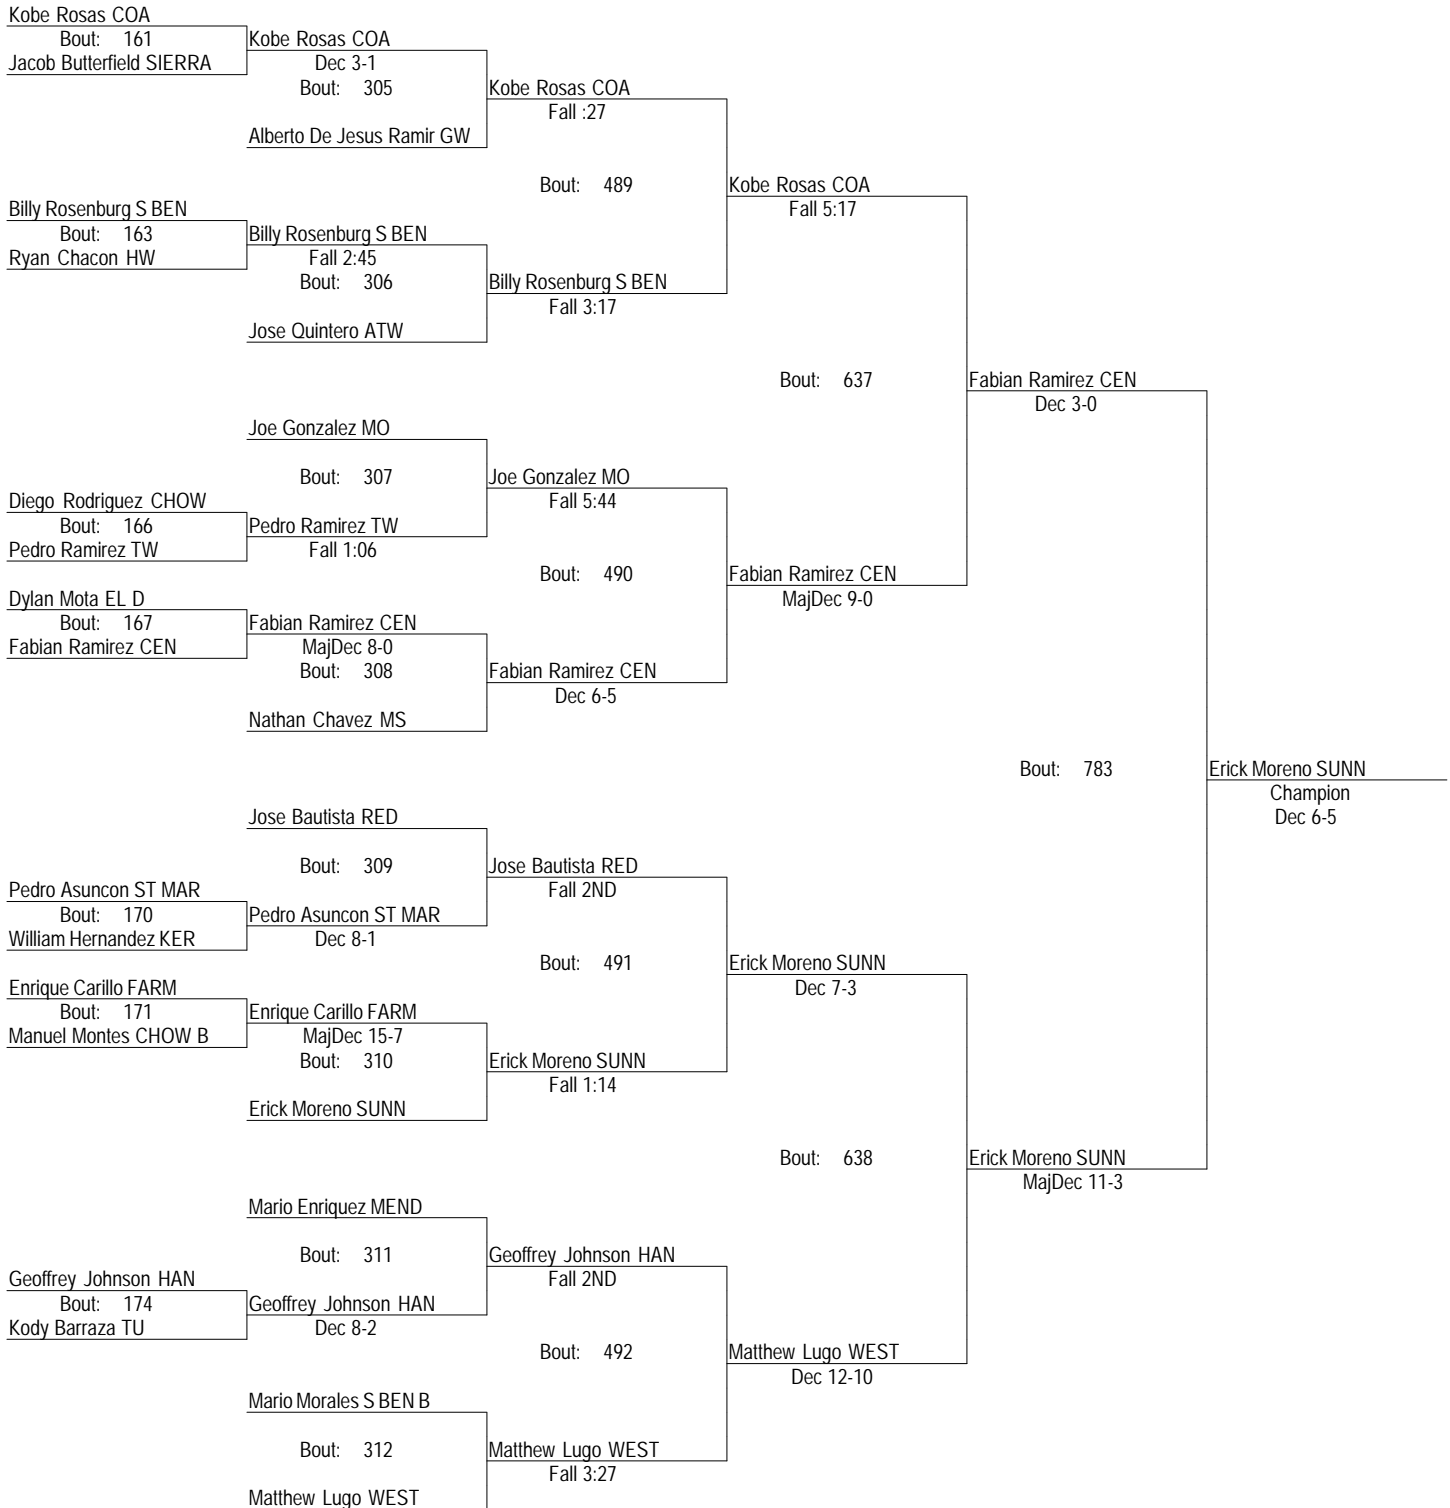 Kobe Rosas COA
Bout: 161
Kobe Rosas COA
Jacob Butterfield SIERRA
Dec 3-1
Bout: 305
Kobe Rosas COA
Fall :27
Alberto De Jesus Ramir GW
Bout: 489
Kobe Rosas COA
Fall 5:17
Billy Rosenburg S BEN
Bout: 163
Billy Rosenburg S BEN
Ryan Chacon HW
Fall 2:45
Bout: 306
Billy Rosenburg S BEN
Fall 3:17
Jose Quintero ATW
Bout: 637
Fabian Ramirez CEN
Dec 3-0
Joe Gonzalez MO
Bout: 307
Joe Gonzalez MO
Fall 5:44
Diego Rodriguez CHOW
Bout: 166
Pedro Ramirez TW
Pedro Ramirez TW
Fall 1:06
Bout: 490
Fabian Ramirez CEN
MajDec 9-0
Dylan Mota EL D
Bout: 167
Fabian Ramirez CEN
Fabian Ramirez CEN
MajDec 8-0
Bout: 308
Fabian Ramirez CEN
Dec 6-5
Nathan Chavez MS
Bout: 783
Erick Moreno SUNN
Champion
Dec 6-5
Jose Bautista RED
Bout: 309
Jose Bautista RED
Fall 2ND
Pedro Asuncon ST MAR
Bout: 170
Pedro Asuncon ST MAR
William Hernandez KER
Dec 8-1
Bout: 491
Erick Moreno SUNN
Dec 7-3
Enrique Carillo FARM
Bout: 171
Enrique Carillo FARM
Manuel Montes CHOW B
MajDec 15-7
Bout: 310
Erick Moreno SUNN
Fall 1:14
Erick Moreno SUNN
Bout: 638
Erick Moreno SUNN
MajDec 11-3
Mario Enriquez MEND
Bout: 311
Geoffrey Johnson HAN
Fall 2ND
Geoffrey Johnson HAN
Bout: 174
Geoffrey Johnson HAN
Kody Barraza TU
Dec 8-2
Bout: 492
Matthew Lugo WEST
Dec 12-10
Mario Morales S BEN B
Bout: 312
Matthew Lugo WEST
Fall 3:27
Matthew Lugo WEST